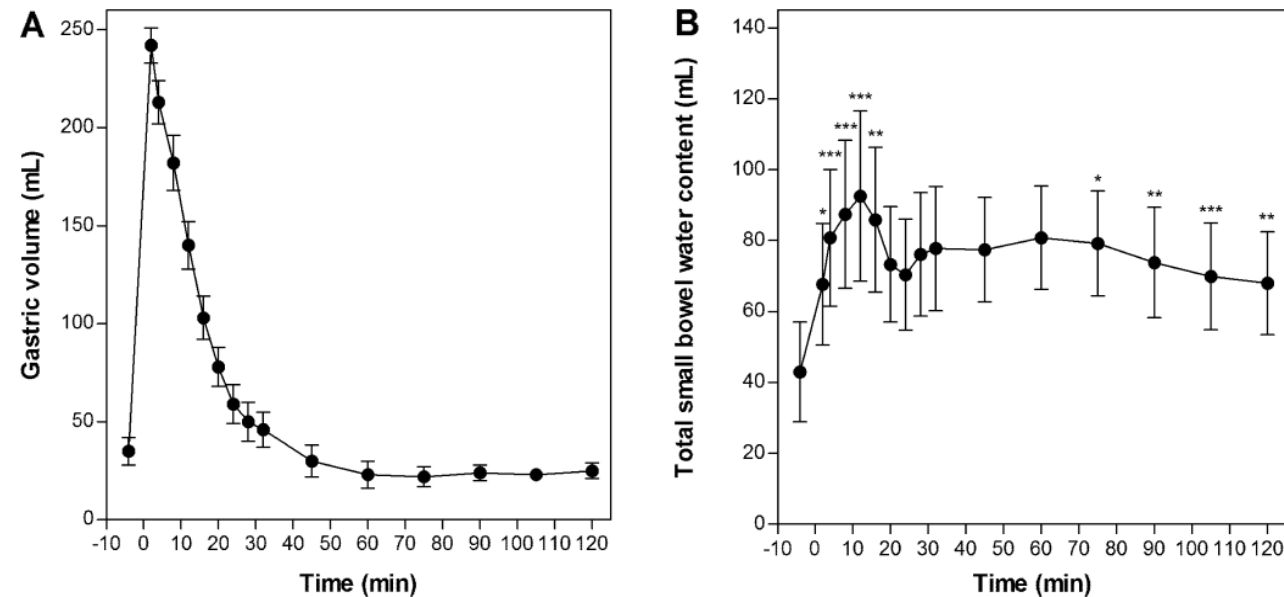 A
Gastric volume (mL)
250
200
150
100
50
0
-10 0 10 20 30 40 50 60 70 80 90 100 110 120
Time (min)
B
Total small bowel water content (mL)
140
120
100
80
60
40
20
0
* *** *** *** ** * ** *** **
-10 0 10 20 30 40 50 60 70 80 90 100 110 120
Time (min)